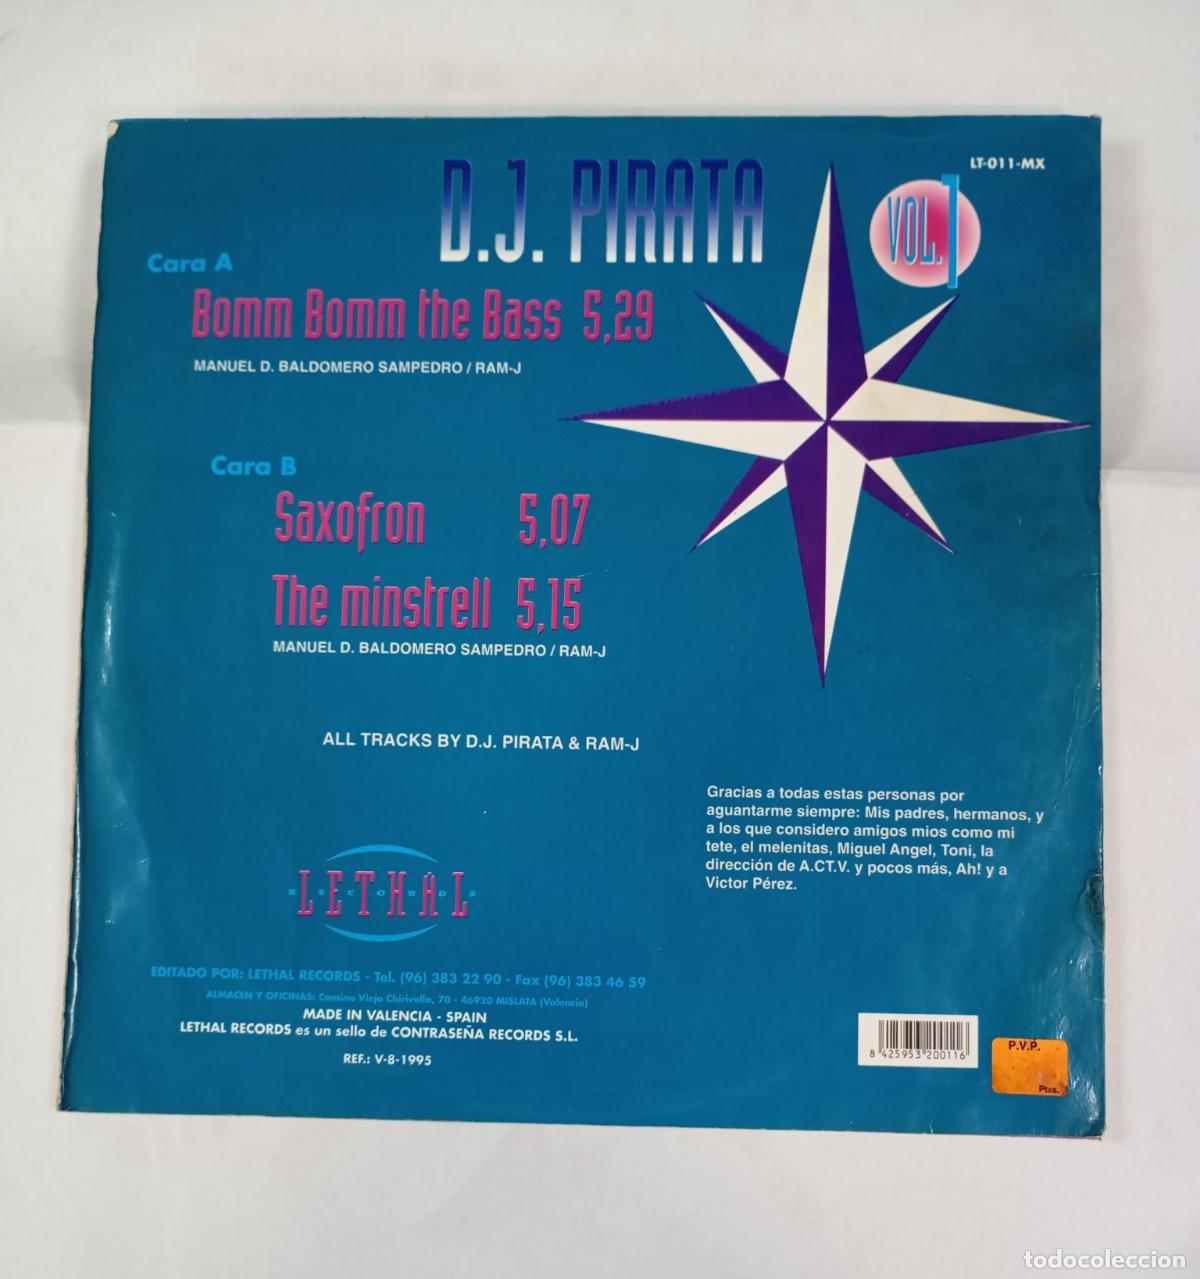 LT-011-MX
D.J. PIRATA
VOL. 1
Cara A
Bomm Bomm the Bass 5,29
MANUEL D. BALDOMERO SAMPEDRO / RAM-J
Cara B
Saxofron 5,07
The minstrell 5,15
MANUEL D. BALDOMERO SAMPEDRO / RAM-J
ALL TRACKS BY D.J. PIRATA & RAM-J
Gracias a todas estas personas por
aguantarme siempre: Mis padres, hermanos, y
a los que considero amigos mios como mi
tete, el melenitas, Miguel Angel, Toni, la
dirección de A.CT.V. y pocos más, Ah! y a
Victor Pérez.
RECORDS
LETHAL
EDITADO POR: LETHAL RECORDS - Tel. (96) 383 22 90 - Fax (96) 383 46 59
ALMACEN Y OFICINAS: Camino Viejo Chirivella, 70 - 46920 MISLATA (Valencia)
MADE IN VALENCIA - SPAIN
LETHAL RECORDS es un sello de CONTRASEÑA RECORDS S.L.
REF.: V-8-1995
8 425953 200116
P.V.P.
Ptas.
todocoleccion